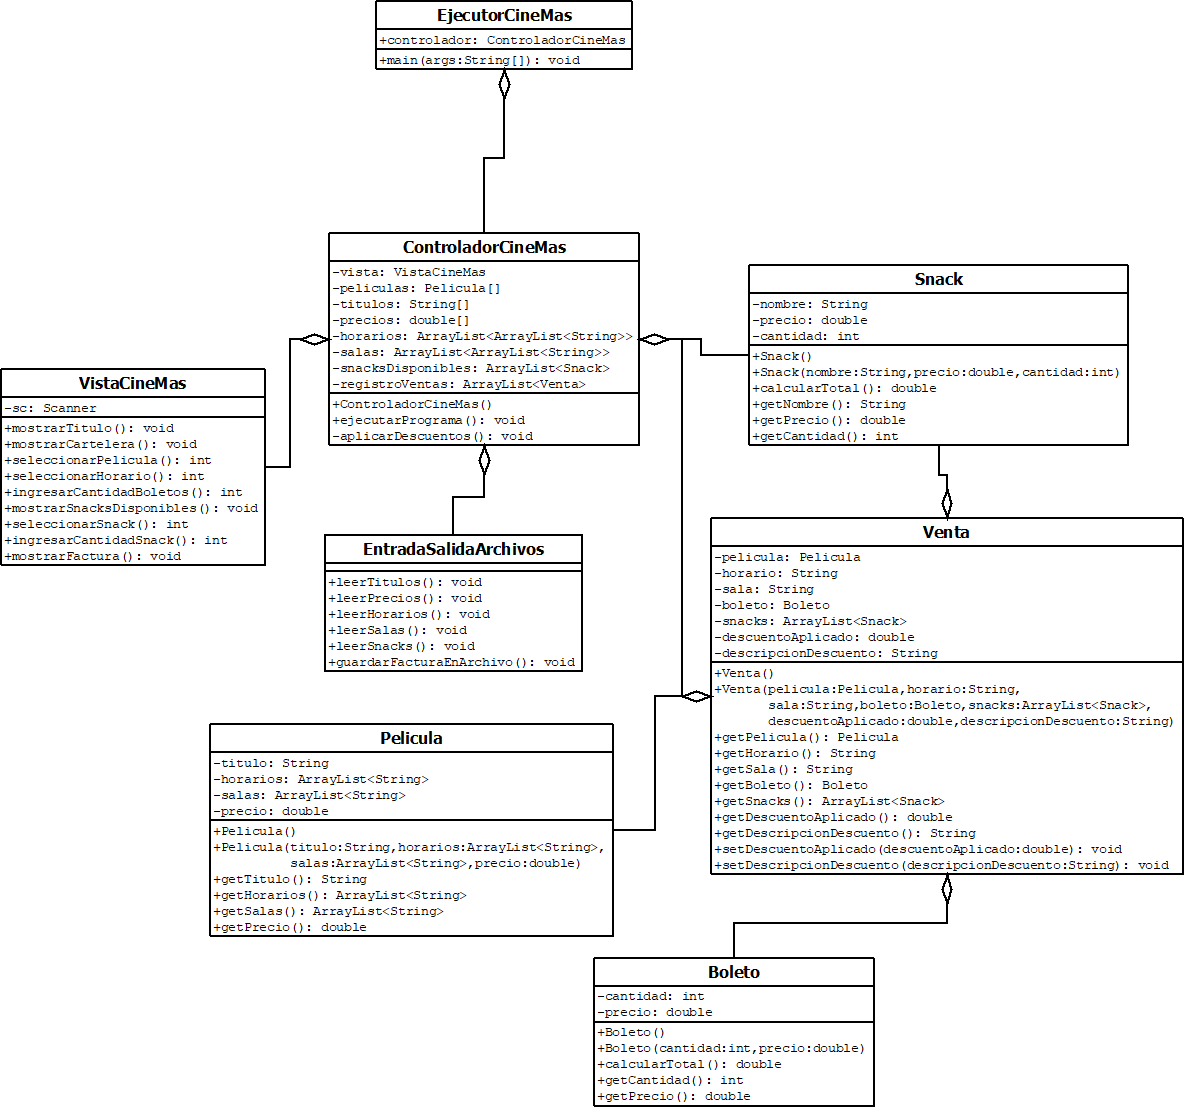 EjecutorCineMas
+controlador: ControladorCineMas
+main(args:String[]): void
ControladorCineMas
-vista: VistaCineMas
-peliculas: Pelicula[]
-titulos: String[]
-precios: double[]
-horarios: ArrayList<ArrayList<String>>
-salas: ArrayList<ArrayList<String>>
-snacksDisponibles: ArrayList<Snack>
-registroVentas: ArrayList<Venta>
+ControladorCineMas()
+ejecutarPrograma(): void
-aplicarDescuentos(): void
Snack
-nombre: String
-precio: double
-cantidad: int
+Snack()
+Snack(nombre:String,precio:double,cantidad:int)
+calcularTotal(): double
+getNombre(): String
+getPrecio(): double
+getCantidad(): int
VistaCineMas
-sc: Scanner
+mostrarTitulo(): void
+mostrarCartelera(): void
+seleccionarPelicula(): int
+seleccionarHorario(): int
+ingresarCantidadBoletos(): int
+mostrarSnacksDisponibles(): void
+seleccionarSnack(): int
+ingresarCantidadSnack(): int
+mostrarFactura(): void
EntradaSalidaArchivos
+leerTitulos(): void
+leerPrecios(): void
+leerHorarios(): void
+leerSalas(): void
+leerSnacks(): void
+guardarFacturaEnArchivo(): void
Venta
-pelicula: Pelicula
-horario: String
-sala: String
-boleto: Boleto
-snacks: ArrayList<Snack>
-descuentoAplicado: double
-descripcionDescuento: String
+Venta()
+Venta(pelicula:Pelicula,horario:String,
sala:String,boleto:Boleto,snacks:ArrayList<Snack>,
descuentoAplicado:double,descripcionDescuento:String)
+getPelicula(): Pelicula
+getHorario(): String
+getSala(): String
+getBoleto(): Boleto
+getSnacks(): ArrayList<Snack>
+getDescuentoAplicado(): double
+getDescripcionDescuento(): String
+setDescuentoAplicado(descuentoAplicado:double): void
+setDescripcionDescuento(descripcionDescuento:String): void
Pelicula
-titulo: String
-horarios: ArrayList<String>
-salas: ArrayList<String>
-precio: double
+Pelicula()
+Pelicula(titulo:String,horarios:ArrayList<String>,
salas:ArrayList<String>,precio:double)
+getTitulo(): String
+getHorarios(): ArrayList<String>
+getSalas(): ArrayList<String>
+getPrecio(): double
Boleto
-cantidad: int
-precio: double
+Boleto()
+Boleto(cantidad:int,precio:double)
+calcularTotal(): double
+getCantidad(): int
+getPrecio(): double